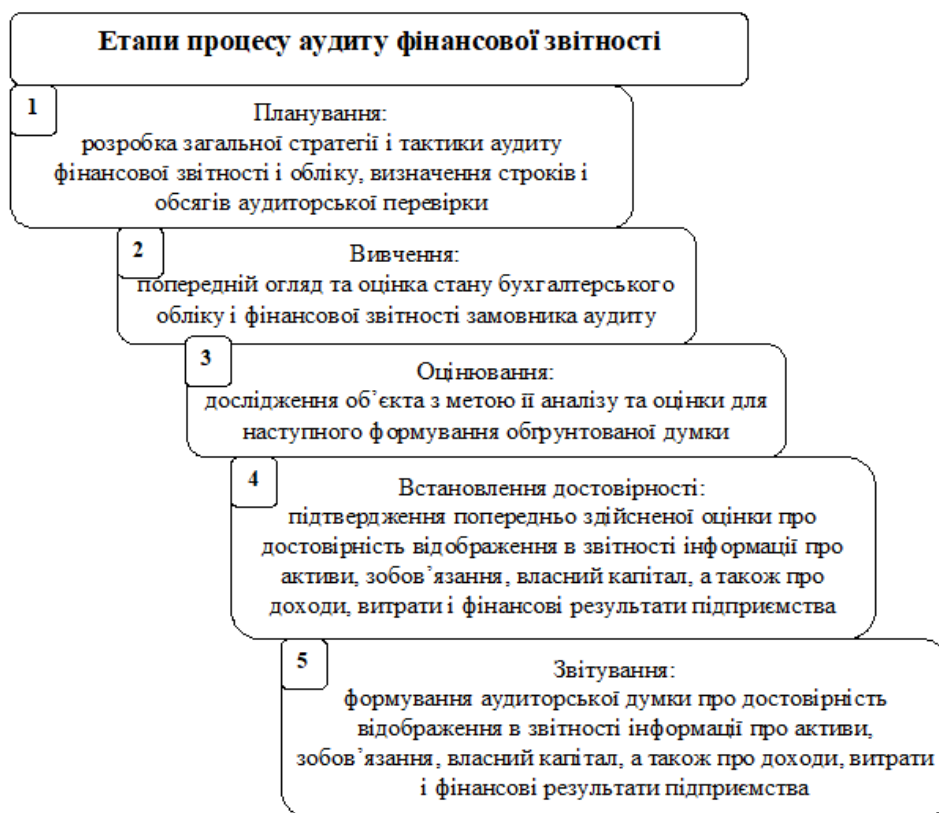 Етапи процесу аудиту фінансової звітності
1
Планування:
розробка загальної стратегії і тактики аудиту
фінансової звітності і обліку, визначення строків і
обсягів аудиторської перевірки
2
Вивчення:
попередній огляд та оцінка стану бухгалтерського
обліку і фінансової звітності замовника аудиту
3
Оцінювання:
дослідження об’єкта з метою її аналізу та оцінки для
наступного формування обґрунтованої думки
4
Встановлення достовірності:
підтвердження попередньо здійсненої оцінки про
достовірність відображення в звітності інформації про
активи, зобов’язання, власний капітал, а також про
доходи, витрати і фінансові результати підприємства
5
Звітування:
формування аудиторської думки про достовірність
відображення в звітності інформації про активи,
зобов’язання, власний капітал, а також про доходи, витрати
і фінансові результати підприємства